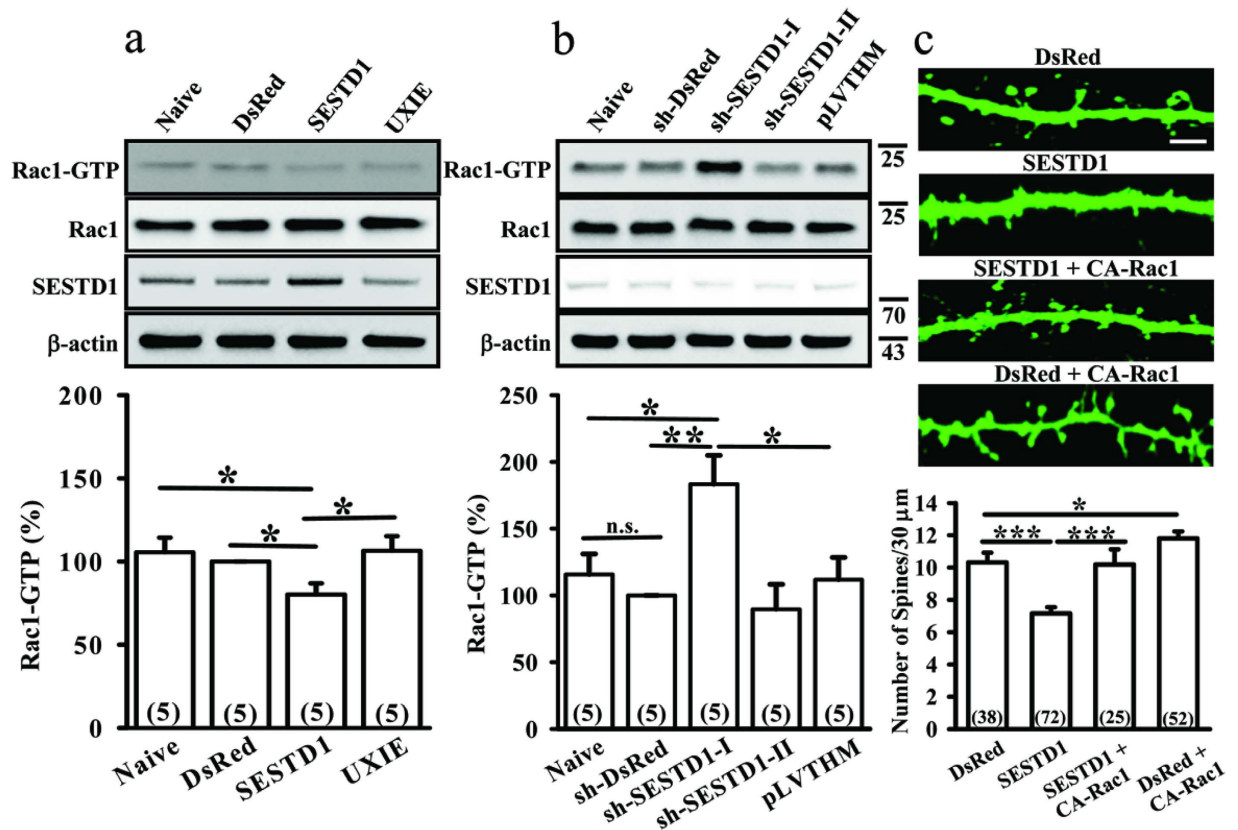 a
Naive
DsRed
SESTD1
UXIE
Rac1-GTP
Rac1
SESTD1
β-actin
200
150
100
50
0
Rac1-GTP (%)
*
*
*
(5)
(5)
(5)
(5)
Naive
DsRed
SESTD1
UXIE
b
Naive
sh-DsRed
sh-SESTD1-I
sh-SESTD1-II
pLVTHM
Rac1-GTP
Rac1
SESTD1
β-actin
25
25
70
43
250
200
150
100
50
0
Rac1-GTP (%)
*
**
*
n.s.
(5)
(5)
(5)
(5)
(5)
Naive
sh-DsRed
sh-SESTD1-I
sh-SESTD1-II
pLVTHM
c
DsRed
SESTD1
SESTD1 + CA-Rac1
DsRed + CA-Rac1
14
12
10
8
6
4
2
0
Number of Spines/30 μm
*
***
***
(38)
(72)
(25)
(52)
DsRed
SESTD1
SESTD1 +
CA-Rac1
DsRed +
CA-Rac1